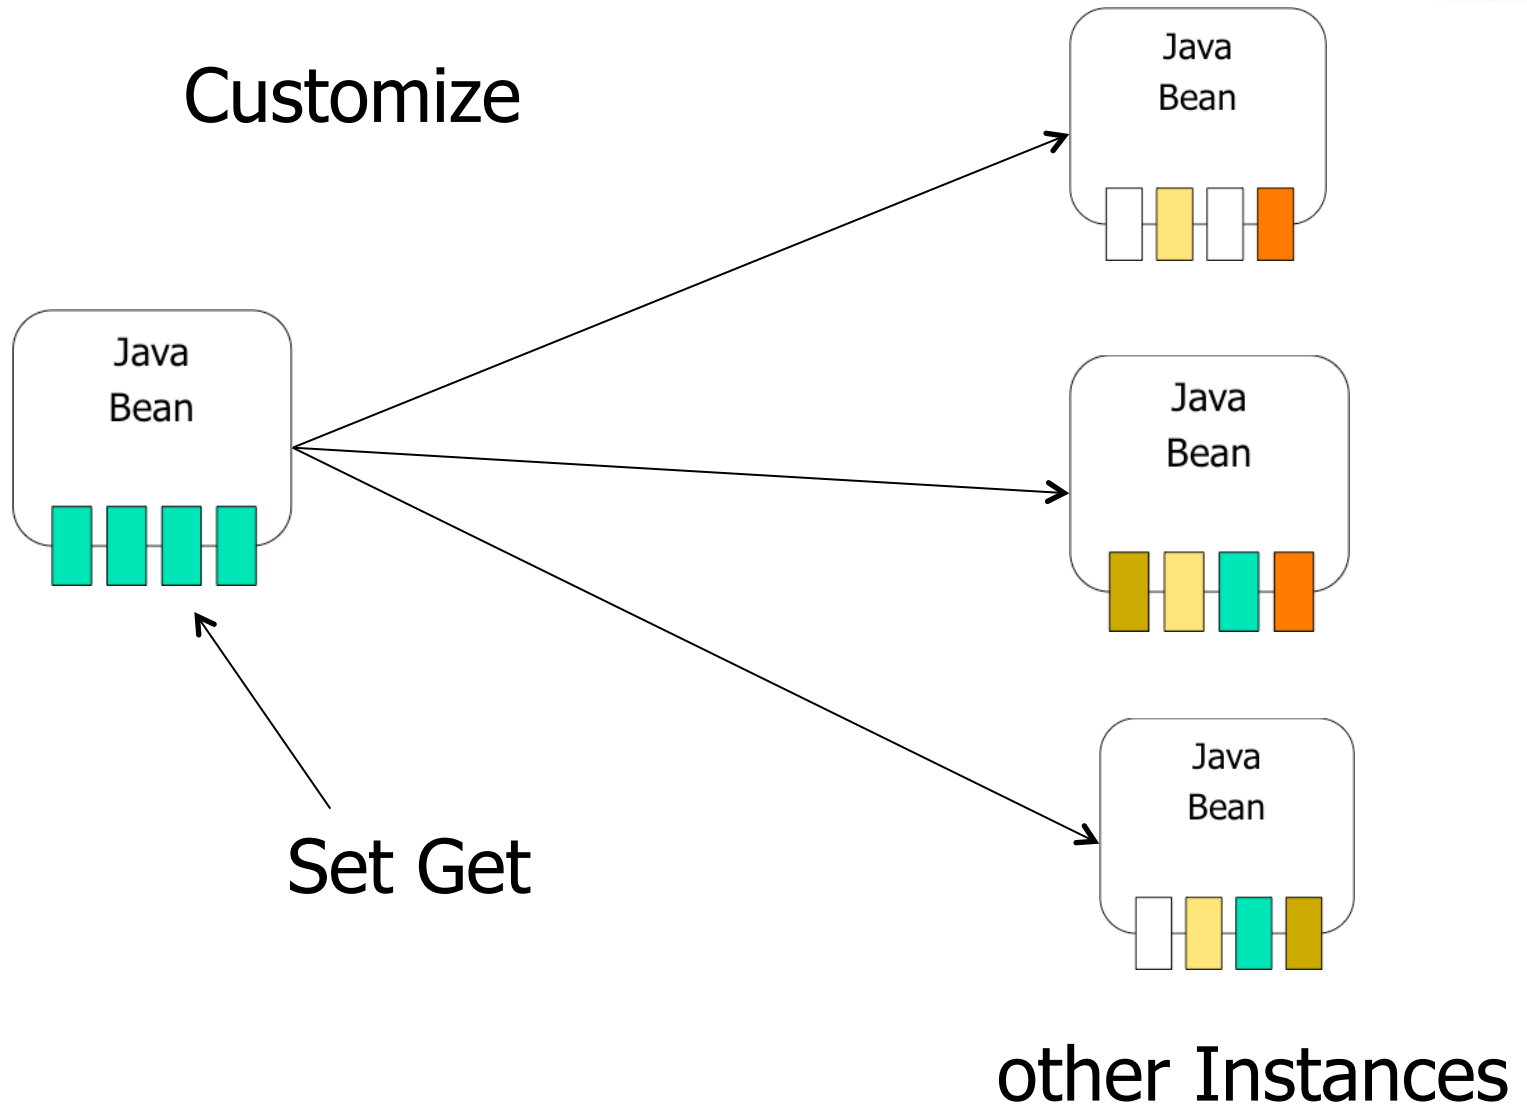 Customize
Java
Bean
Java
Bean
Java
Bean
Java
Bean
Set Get
other Instances